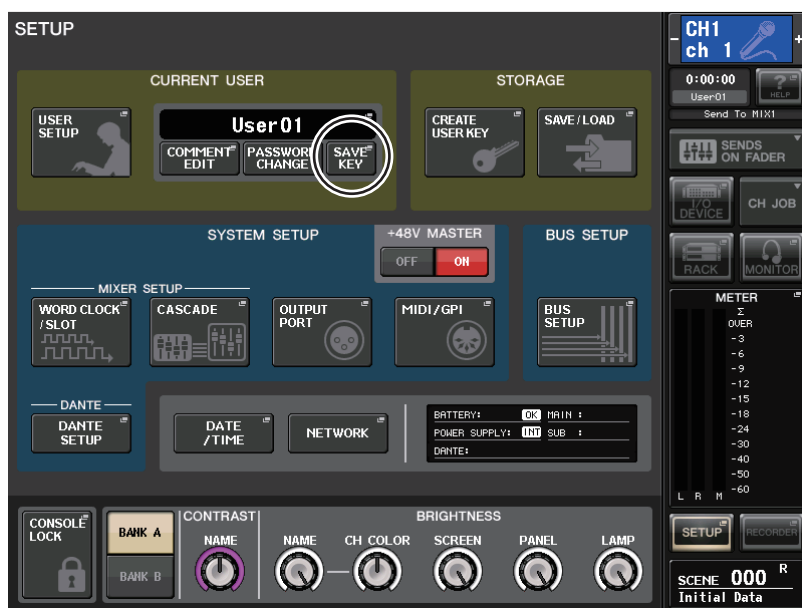 SETUP
CURRENT USER
USER
SETUP
User01
COMMENT
EDIT
PASSWOR
CHANGE
SAVE
KEY
STORAGE
CREATE
USER KEY
SAVE/LOAD
SYSTEM SETUP
+48V MASTER
OFF
ON
BUS SETUP
MIXER SETUP
WORD CLOCK
/SLOT
CASCADE
OUTPUT
PORT
MIDI/GPI
BUS
SETUP
DANTE
DANTE
SETUP
DATE
/TIME
NETWORK
BATTERY: OK MAIN :
POWER SUPPLY: INT SUB :
DANTE:
CONSOLE
LOCK
BANK A
BANK B
CONTRAST
NAME
BRIGHTNESS
NAME
CH COLOR
SCREEN
PANEL
LAMP
- CH1 +
ch 1
0:00:00
User01
?
HELP
Send To MIX1
SENDS
ON FADER
I/O
DEVICE
CH JOB
RACK
MONITOR
METER
Σ
OVER
-3
-6
-9
-12
-15
-18
-24
-30
-40
-50
-60
L R M
SETUP
RECORDER
SCENE 000 R
Initial Data